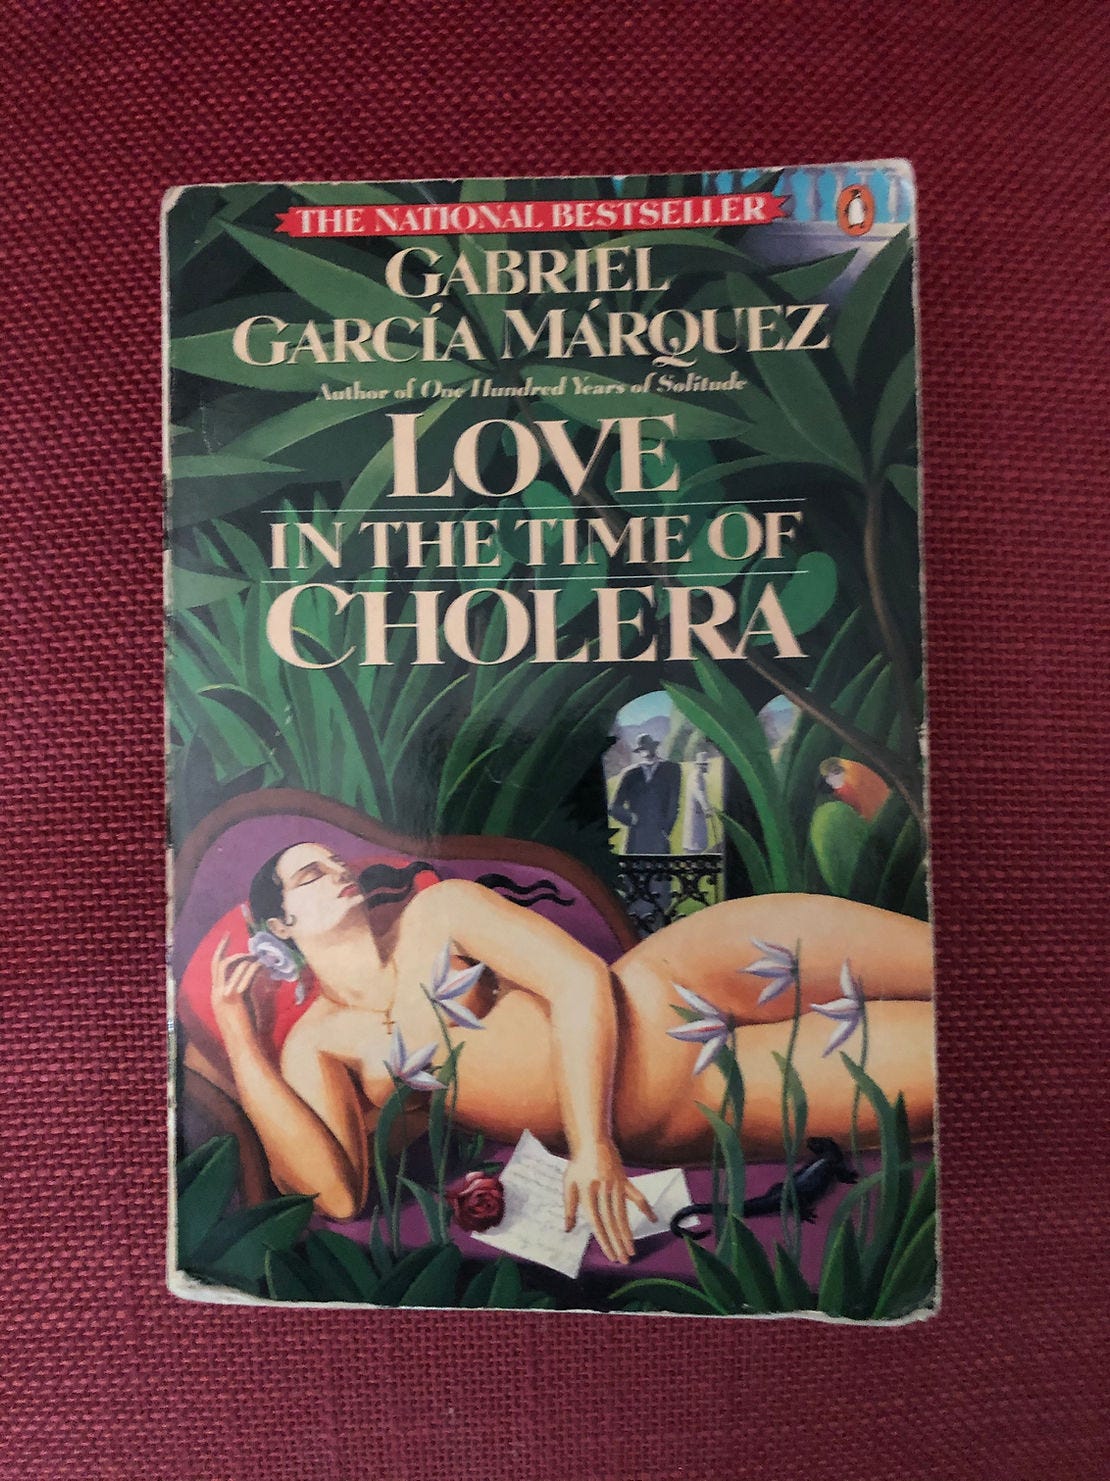 THE NATIONAL BESTSELLER
GABRIEL
GARCÍA MÁRQUEZ
Author of One Hundred Years of Solitude
LOVE
IN THE TIME OF
CHOLERA